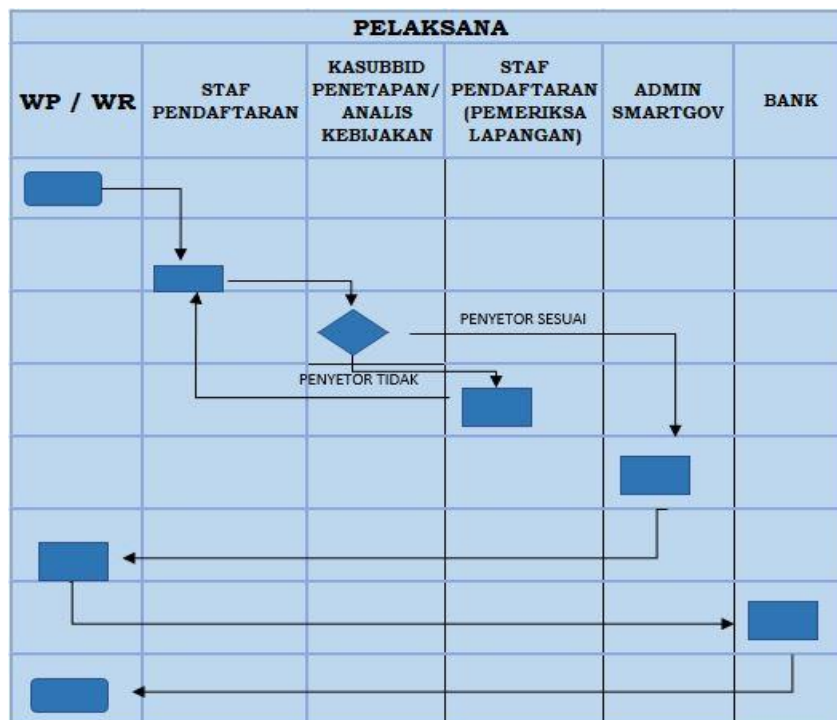 PELAKSANA
WP / WR
STAF
PENDAFTARAN
KASUBBID
PENETAPAN/
ANALIS
KEBIJAKAN
STAF
PENDAFTARAN
(PEMERIKSA
LAPANGAN)
ADMIN
SMARTGOV
BANK
PENYETOR SESUAI
PENYETOR TIDAK